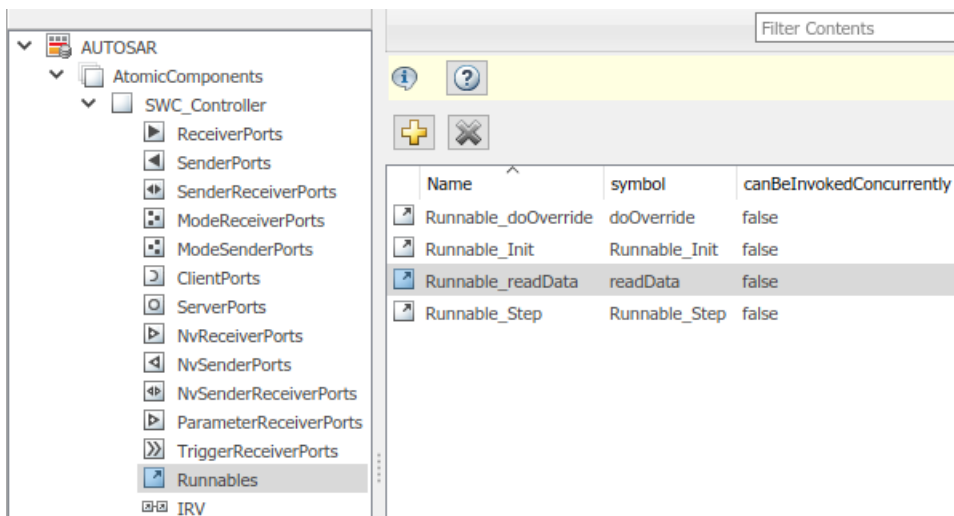 Filter Contents
AUTOSAR
AtomicComponents
SWC_Controller
ReceiverPorts
SenderPorts
SenderReceiverPorts
ModeReceiverPorts
ModeSenderPorts
ClientPorts
ServerPorts
NvReceiverPorts
NvSenderPorts
NvSenderReceiverPorts
ParameterReceiverPorts
TriggerReceiverPorts
Runnables
IRV
Name symbol canBeInvokedConcurrently
Runnable_doOverride doOverride false
Runnable_Init Runnable_Init false
Runnable_readData readData false
Runnable_Step Runnable_Step false